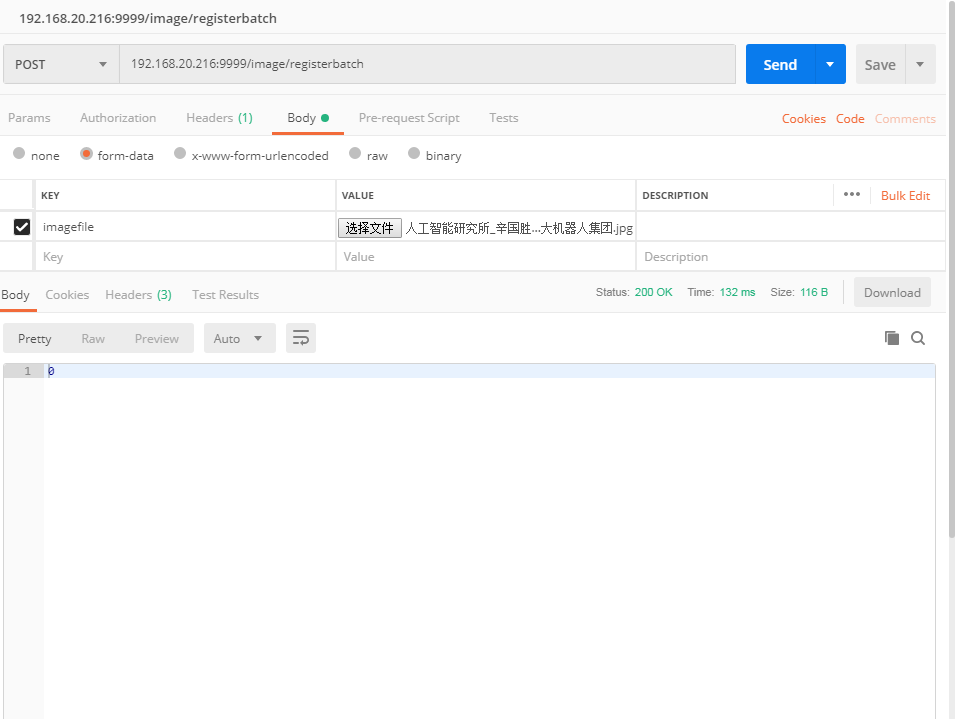 192.168.20.216:9999/image/registerbatch
POST 192.168.20.216:9999/image/registerbatch Send Save
Params Authorization Headers (1) Body Pre-request Script Tests Cookies Code Comments
none form-data x-www-form-urlencoded raw binary
KEY VALUE DESCRIPTION ••• Bulk Edit
imagefile 选择文件 人工智能研究所_辛国胜...大机器人集团.jpg
Key Value Description
Body Cookies Headers (3) Test Results Status: 200 OK Time: 132 ms Size: 116 B Download
Pretty Raw Preview Auto
1 0